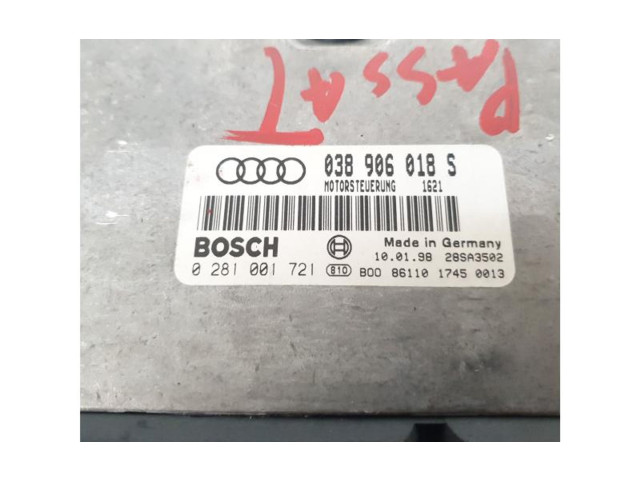 PASSAT
038 906 018 S
MOTORSTEUERUNG 1621
BOSCH Made in Germany
10.01.98 28SA3502
0 281 001 721 810 B00 86110 1745 0013